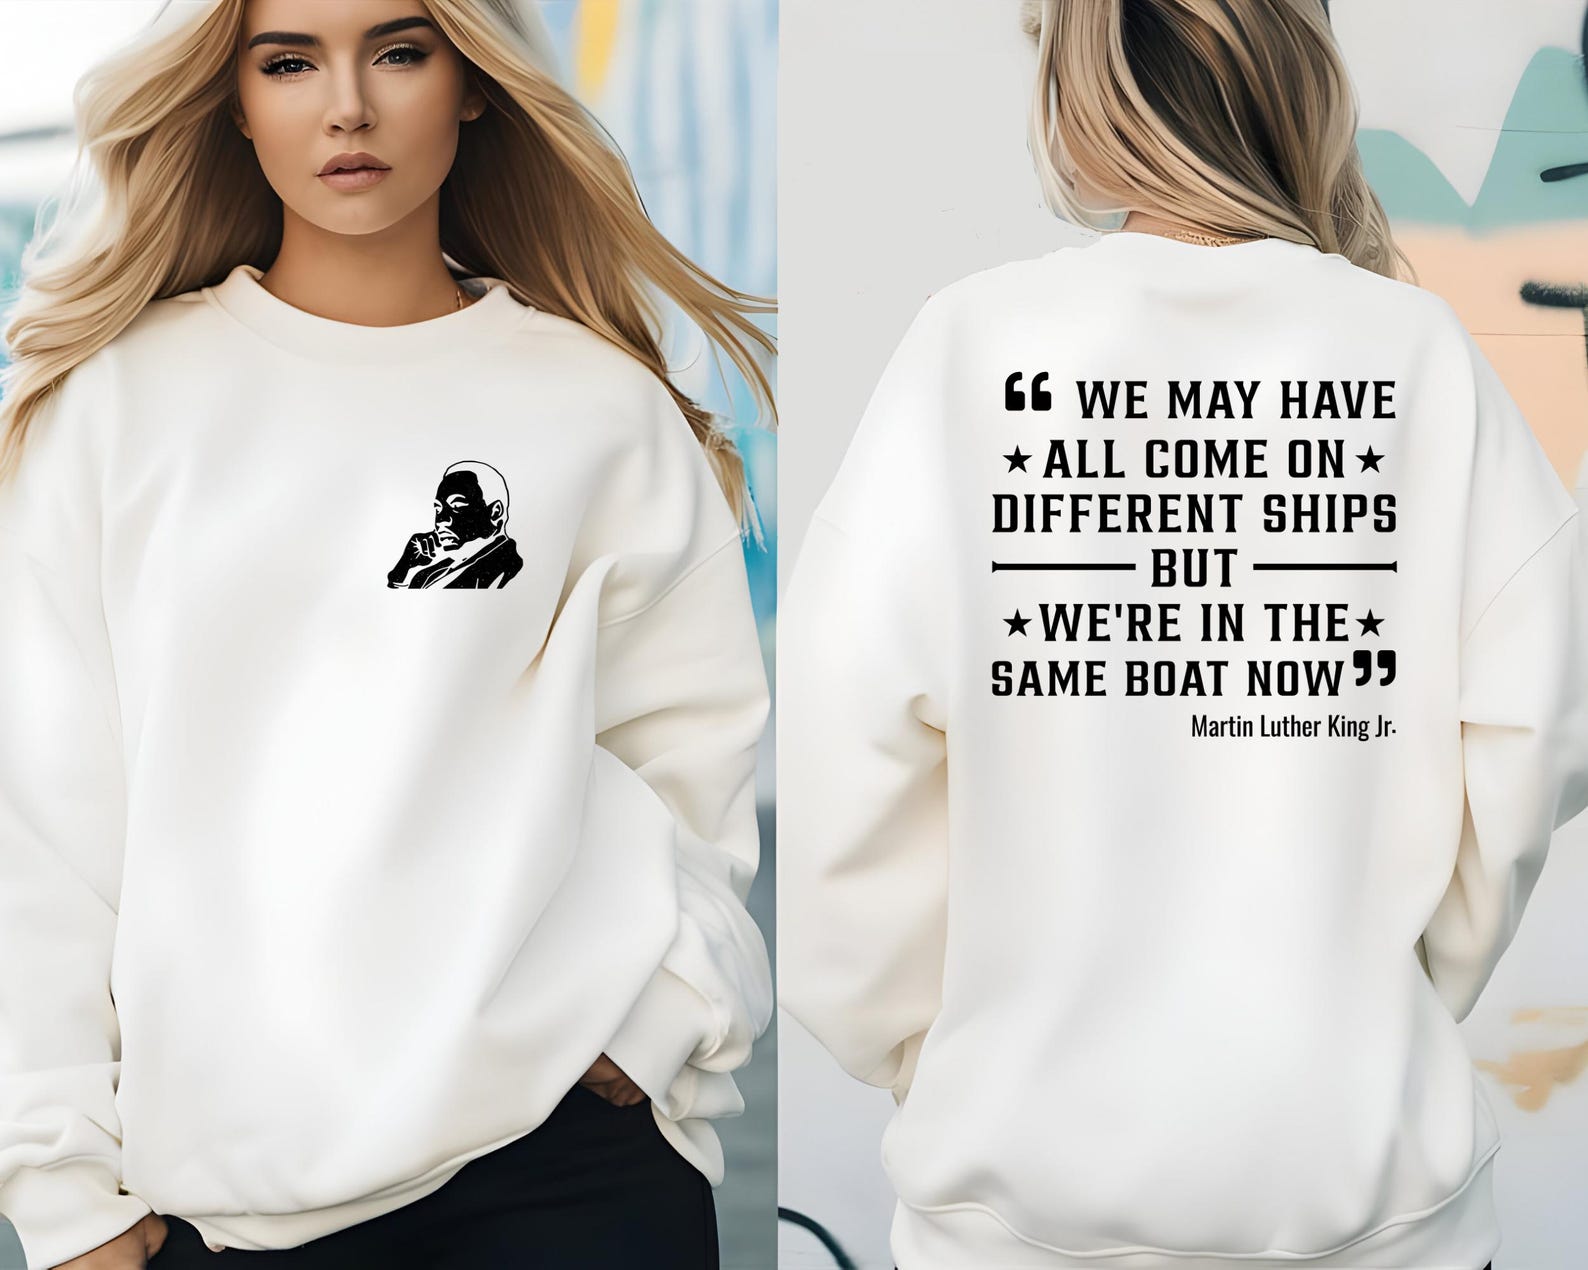 “ WE MAY HAVE
★ ALL COME ON ★
DIFFERENT SHIPS
BUT
★ WE'RE IN THE ★
SAME BOAT NOW ”
Martin Luther King Jr.